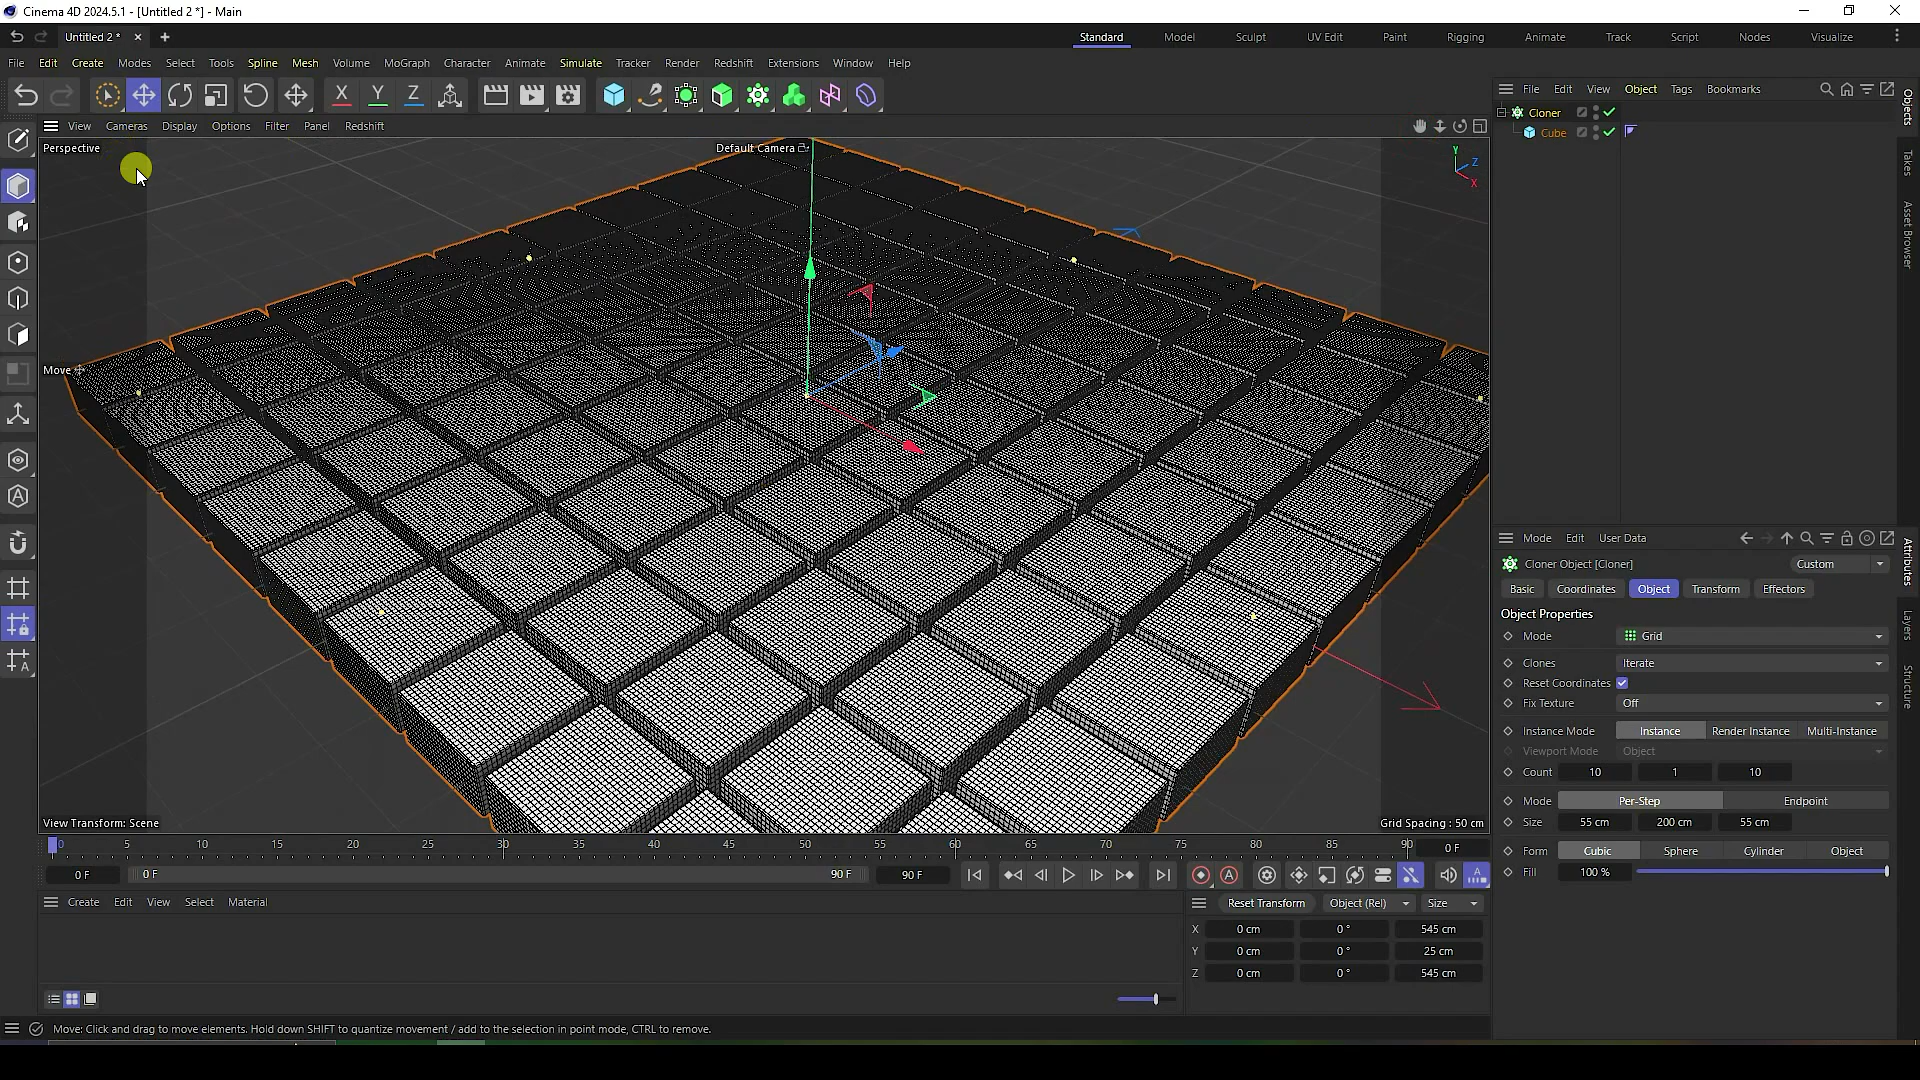 Cinema 4D 2024.5.1 - [Untitled 2 *] - Main
Untitled 2 *
Standard Model Sculpt UV Edit Paint Rigging Animate Track Script Nodes Visualize
File Edit Create Modes Select Tools Spline Mesh Volume MoGraph Character Animate Simulate Tracker Render Redshift Extensions Window Help
X Y Z
File Edit View Object Tags Bookmarks
Objects
Takes
Asset Browser
Cloner
Cube
View Cameras Display Options Filter Panel Redshift
Perspective
Default Camera
Y
Z
X
Move
View Transform: Scene
Grid Spacing : 50 cm
Mode Edit User Data
Attributes
Layers
Structure
Cloner Object [Cloner]
Custom
Basic Coordinates Object Transform Effectors
Object Properties
Mode Grid
Clones Iterate
Reset Coordinates
Fix Texture Off
Instance Mode Instance Render Instance Multi-Instance
Viewport Mode Object
Count 10 1 10
Mode Per-Step Endpoint
Size 55 cm 200 cm 55 cm
Form Cubic Sphere Cylinder Object
Fill 100 %
0 5 10 15 20 25 30 35 40 45 50 55 60 65 70 75 80 85 90 0 F
0 F 0 F 90 F 90 F
Create Edit View Select Material
Reset Transform Object (Rel) Size
X 0 cm 0 ° 545 cm
Y 0 cm 0 ° 25 cm
Z 0 cm 0 ° 545 cm
Move: Click and drag to move elements. Hold down SHIFT to quantize movement / add to the selection in point mode, CTRL to remove.